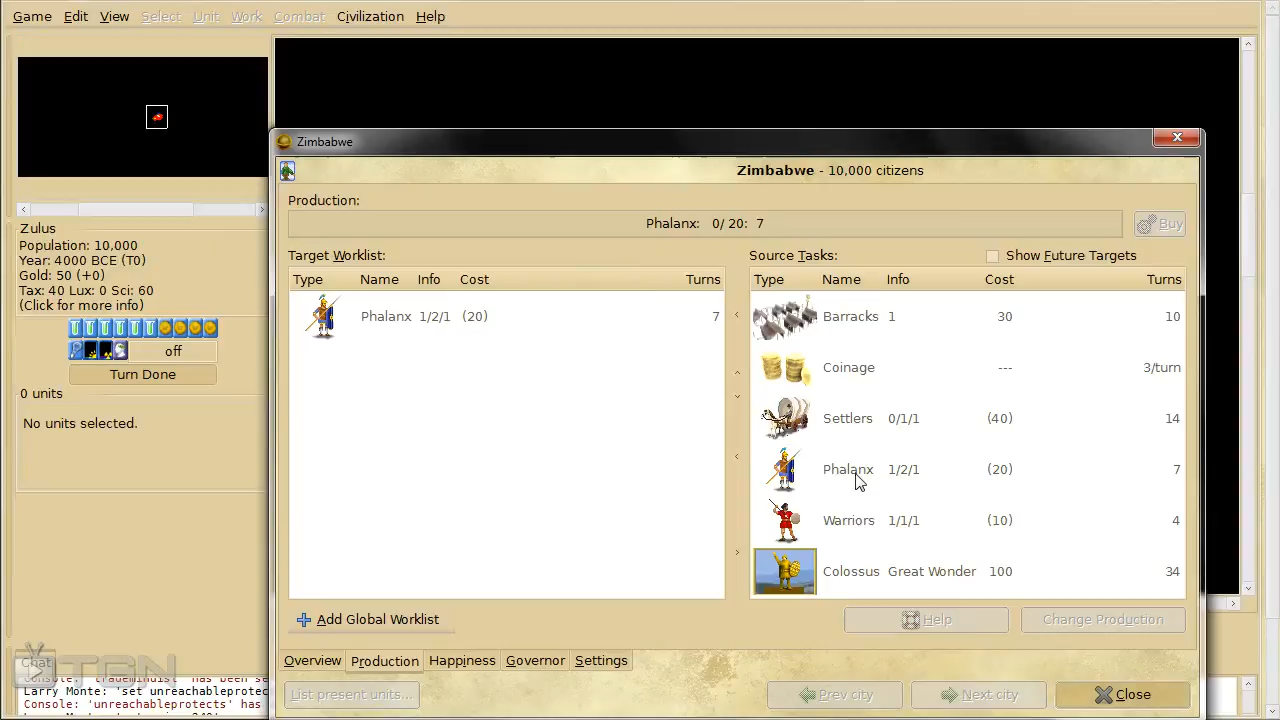 Game Edit View Select Unit Work Combat Civilization Help
Zimbabwe
Zimbabwe - 10,000 citizens
Production:
Phalanx: 0/ 20: 7
Buy
Target Worklist:
Source Tasks:
Show Future Targets
Type Name Info Cost Turns
Phalanx 1/2/1 (20) 7
Type Name Info Cost Turns
Barracks 1 30 10
Coinage --- 3/turn
Settlers 0/1/1 (40) 14
Phalanx 1/2/1 (20) 7
Warriors 1/1/1 (10) 4
Colossus Great Wonder 100 34
Add Global Worklist
Help
Change Production
Overview Production Happiness Governor Settings
List present units...
Prev city
Next city
Close
Zulus
Population: 10,000
Year: 4000 BCE (T0)
Gold: 50 (+0)
Tax: 40 Lux: 0 Sci: 60
(Click for more info)
off
Turn Done
0 units
No units selected.
Chat
TGN
Larry Monte: 'set unreachableprotec
Console: 'unreachableprotects' has